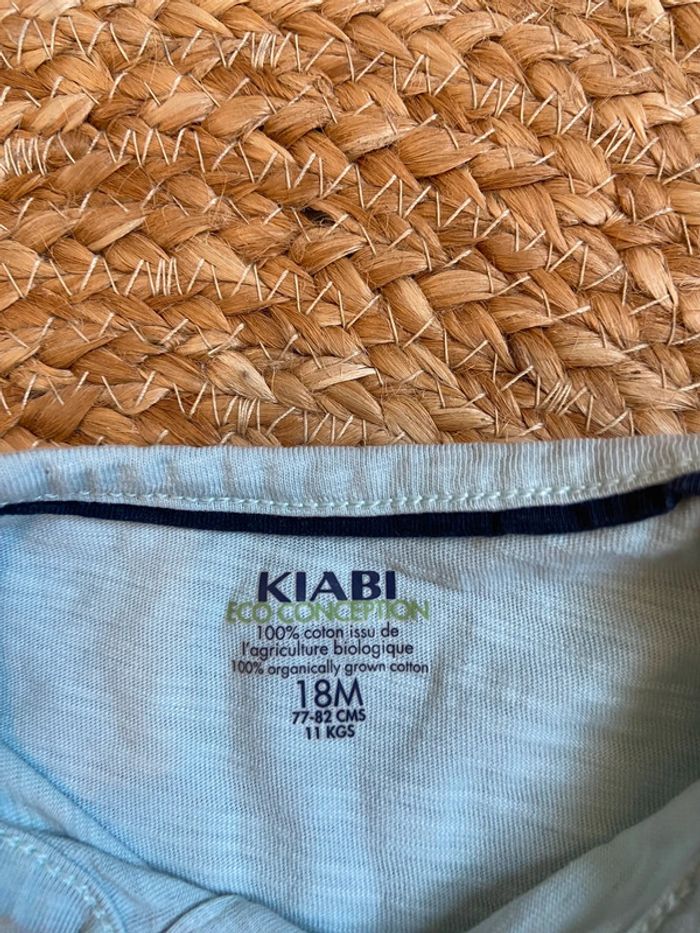 KIABI
ECO CONCEPTION
100% coton issu de
l'agriculture biologique
100% organically grown cotton
18M
77-82 CMS
11 KGS